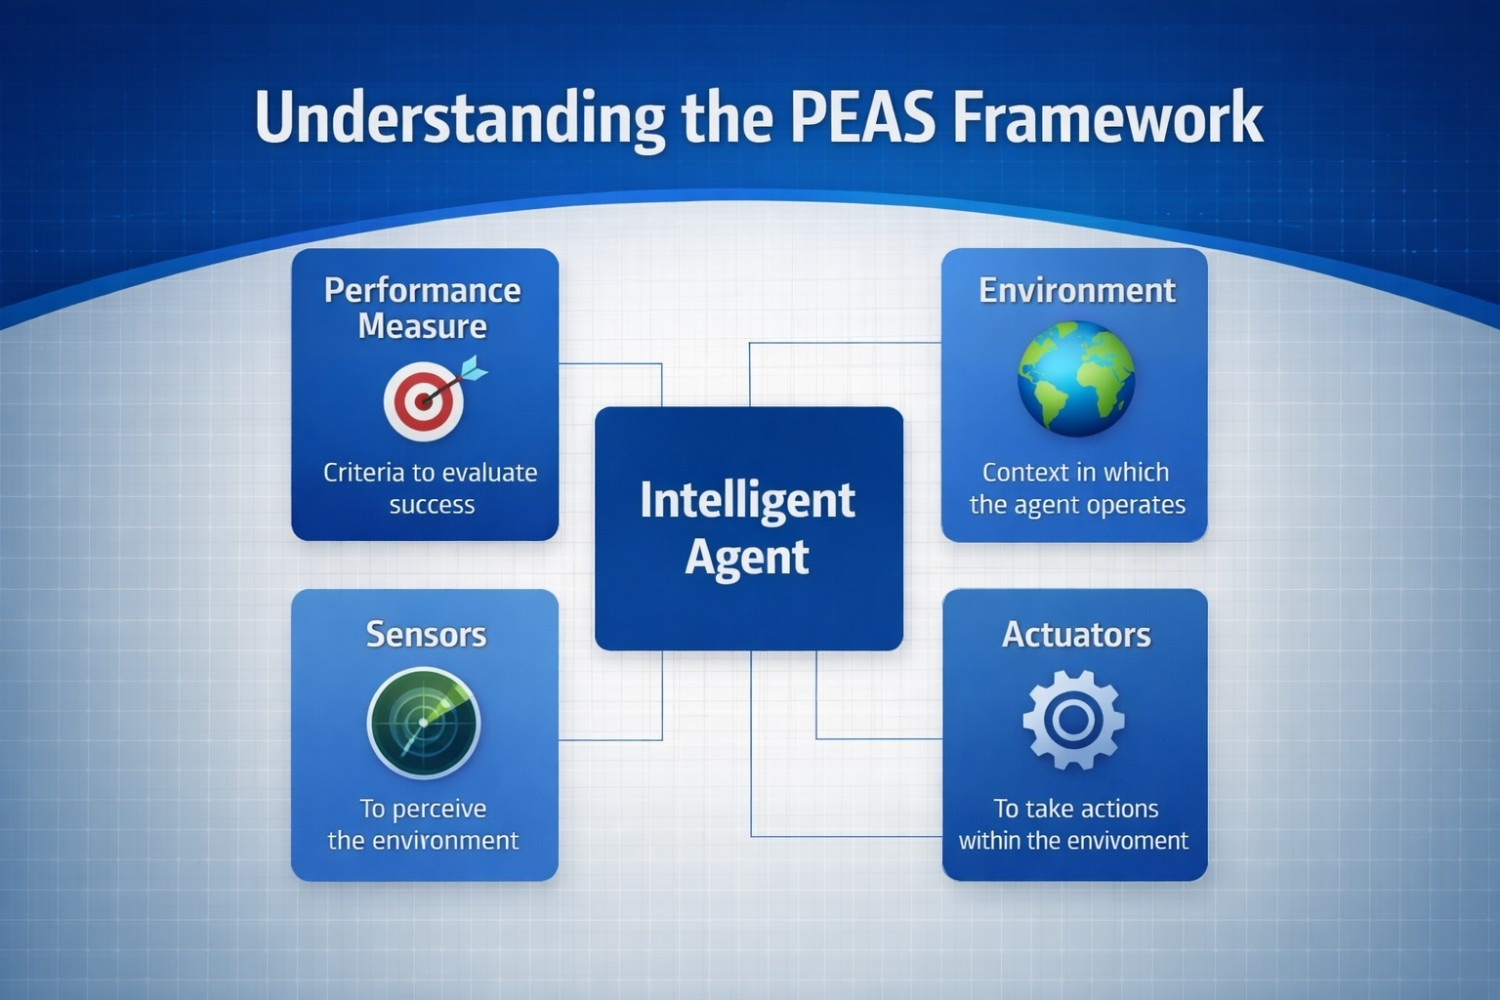 Understanding the PEAS Framework
Performance
Measure
Criteria to evaluate
success
Environment
Context in which
the agent operates
Intelligent
Agent
Sensors
To perceive
the environment
Actuators
To take actions
within the envivoment